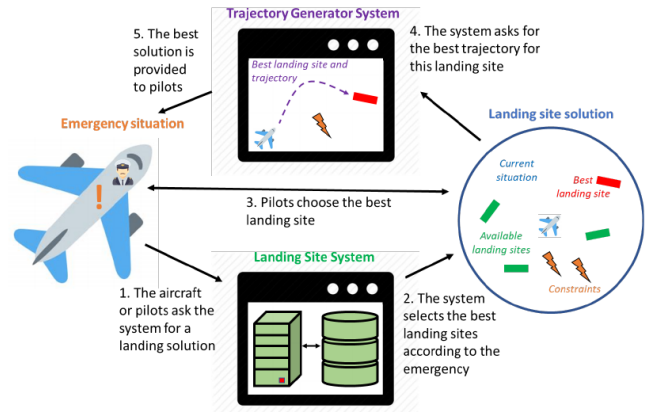 Trajectory Generator System
5. The best
solution is
provided
to pilots
Best landing site and
trajectory
4. The system asks for
the best trajectory for
this landing site
Emergency situation
!
Landing site solution
Current
situation
Best
landing site
Available
landing sites
Constraints
3. Pilots choose the best
landing site
Landing Site System
1. The aircraft
or pilots ask the
system for a
landing solution
2. The system
selects the best
landing sites
according to the
emergency